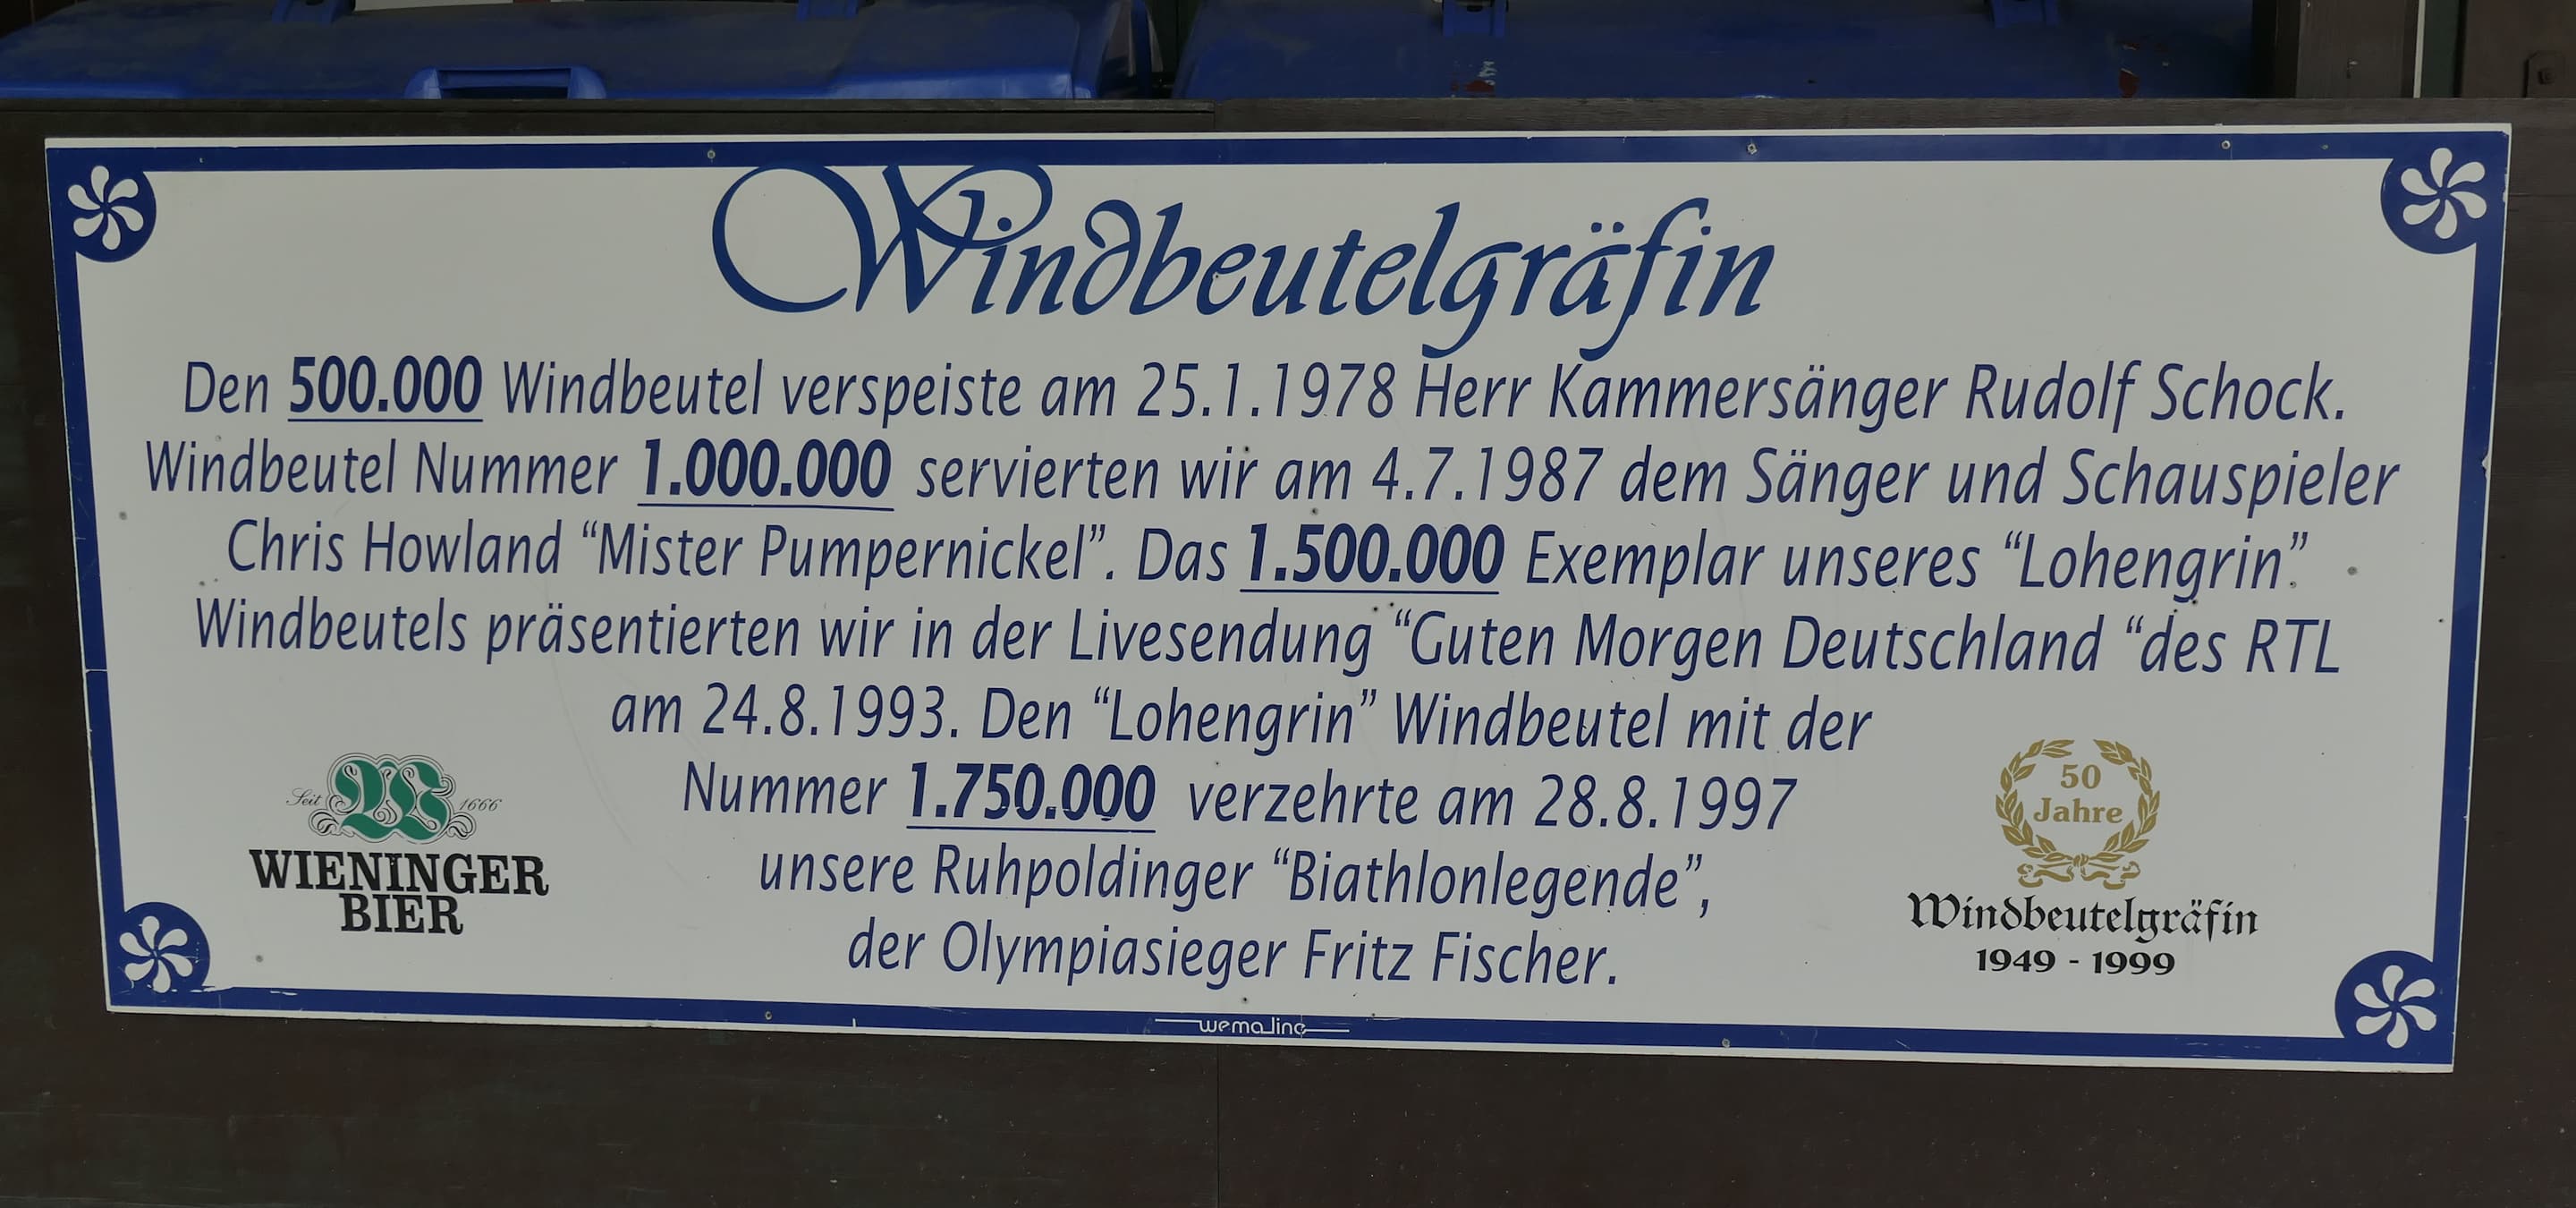 Windbeutelgräfin
Den 500.000 Windbeutel verspeiste am 25.1.1978 Herr Kammersänger Rudolf Schock.
Windbeutel Nummer 1.000.000 servierten wir am 4.7.1987 dem Sänger und Schauspieler
Chris Howland “Mister Pumpernickel”. Das 1.500.000 Exemplar unseres “Lohengrin”
Windbeutels präsentierten wir in der Livesendung “Guten Morgen Deutschland “des RTL
am 24.8.1993. Den “Lohengrin” Windbeutel mit der
Nummer 1.750.000 verzehrte am 28.8.1997
unsere Ruhpoldinger “Biathlonlegende”,
der Olympiasieger Fritz Fischer.
Seit 1666
WIENINGER
BIER
50
Jahre
Windbeutelgräfin
1949 - 1999
wemaline